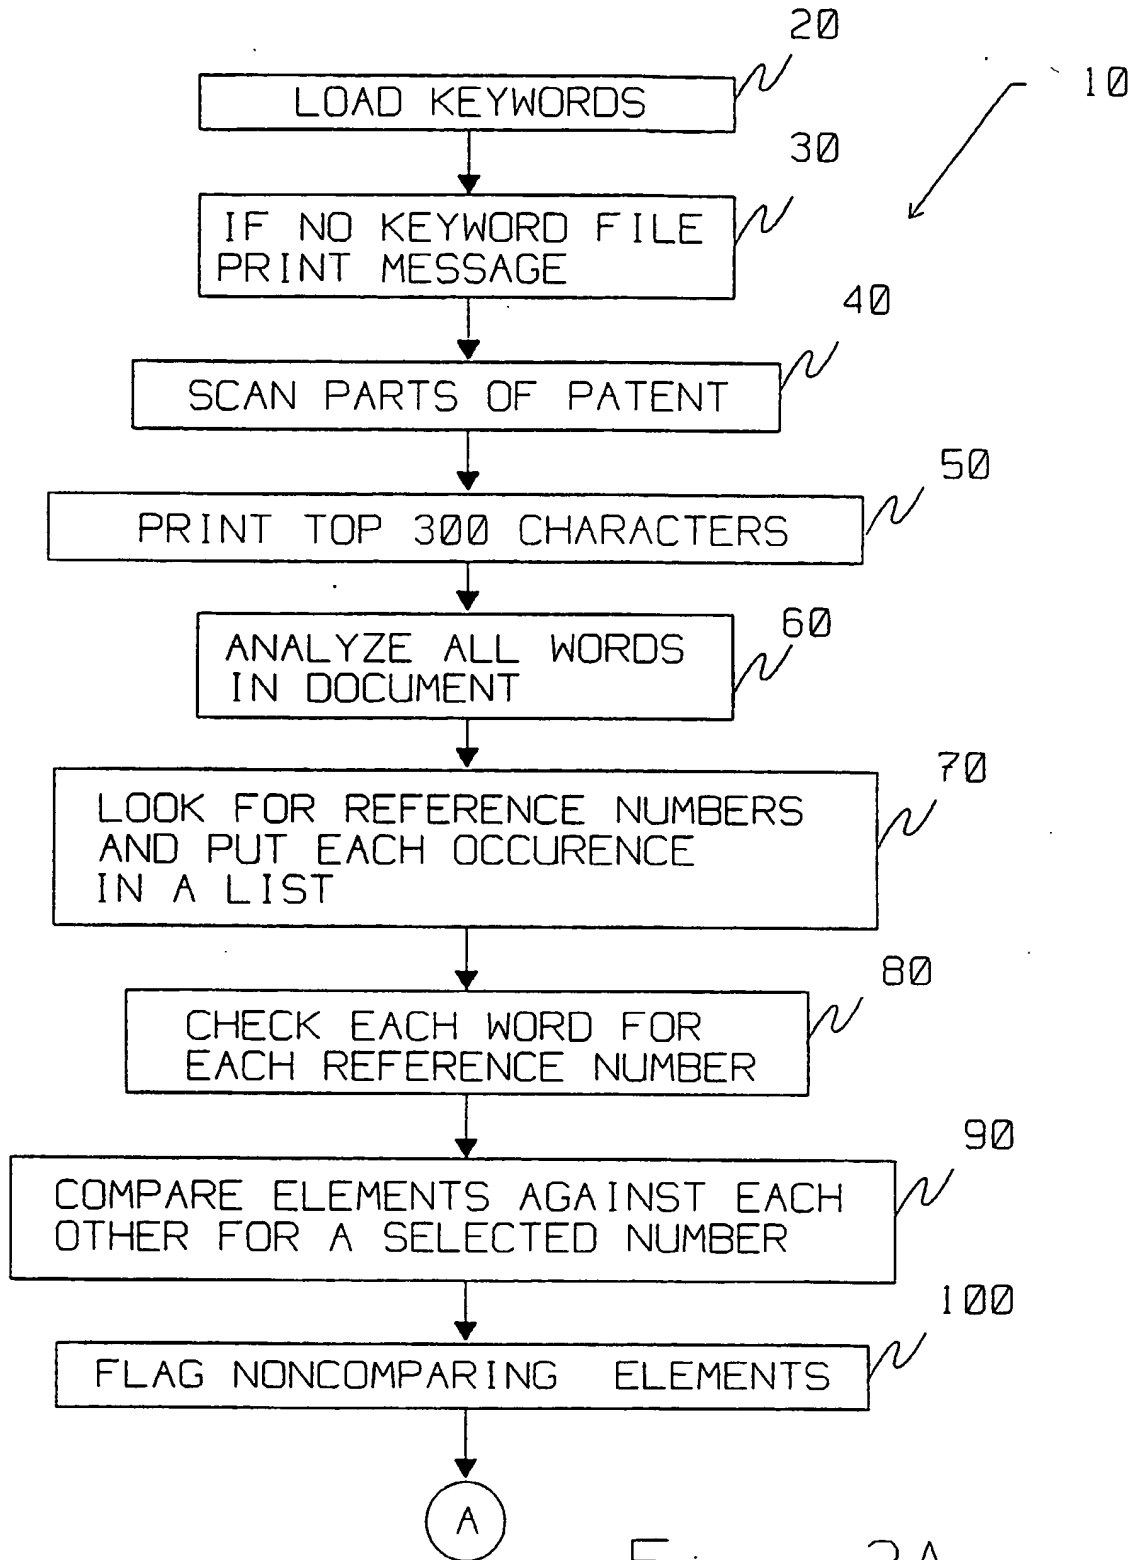 20
10
LOAD KEYWORDS
30
IF NO KEYWORD FILE
PRINT MESSAGE
40
SCAN PARTS OF PATENT
50
PRINT TOP 300 CHARACTERS
60
ANALYZE ALL WORDS
IN DOCUMENT
70
LOOK FOR REFERENCE NUMBERS
AND PUT EACH OCCURENCE
IN A LIST
80
CHECK EACH WORD FOR
EACH REFERENCE NUMBER
90
COMPARE ELEMENTS AGAINST EACH
OTHER FOR A SELECTED NUMBER
100
FLAG NONCOMPARING ELEMENTS
A